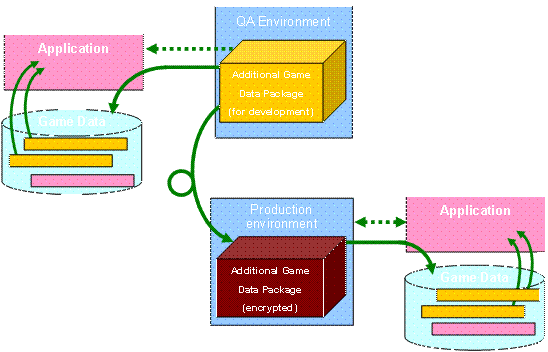 QA Environment
Application
Additional Game
Data Package
(for development)
Game Data
Production
environment
Application
Additional Game
Data Package
(encrypted)
Game Data